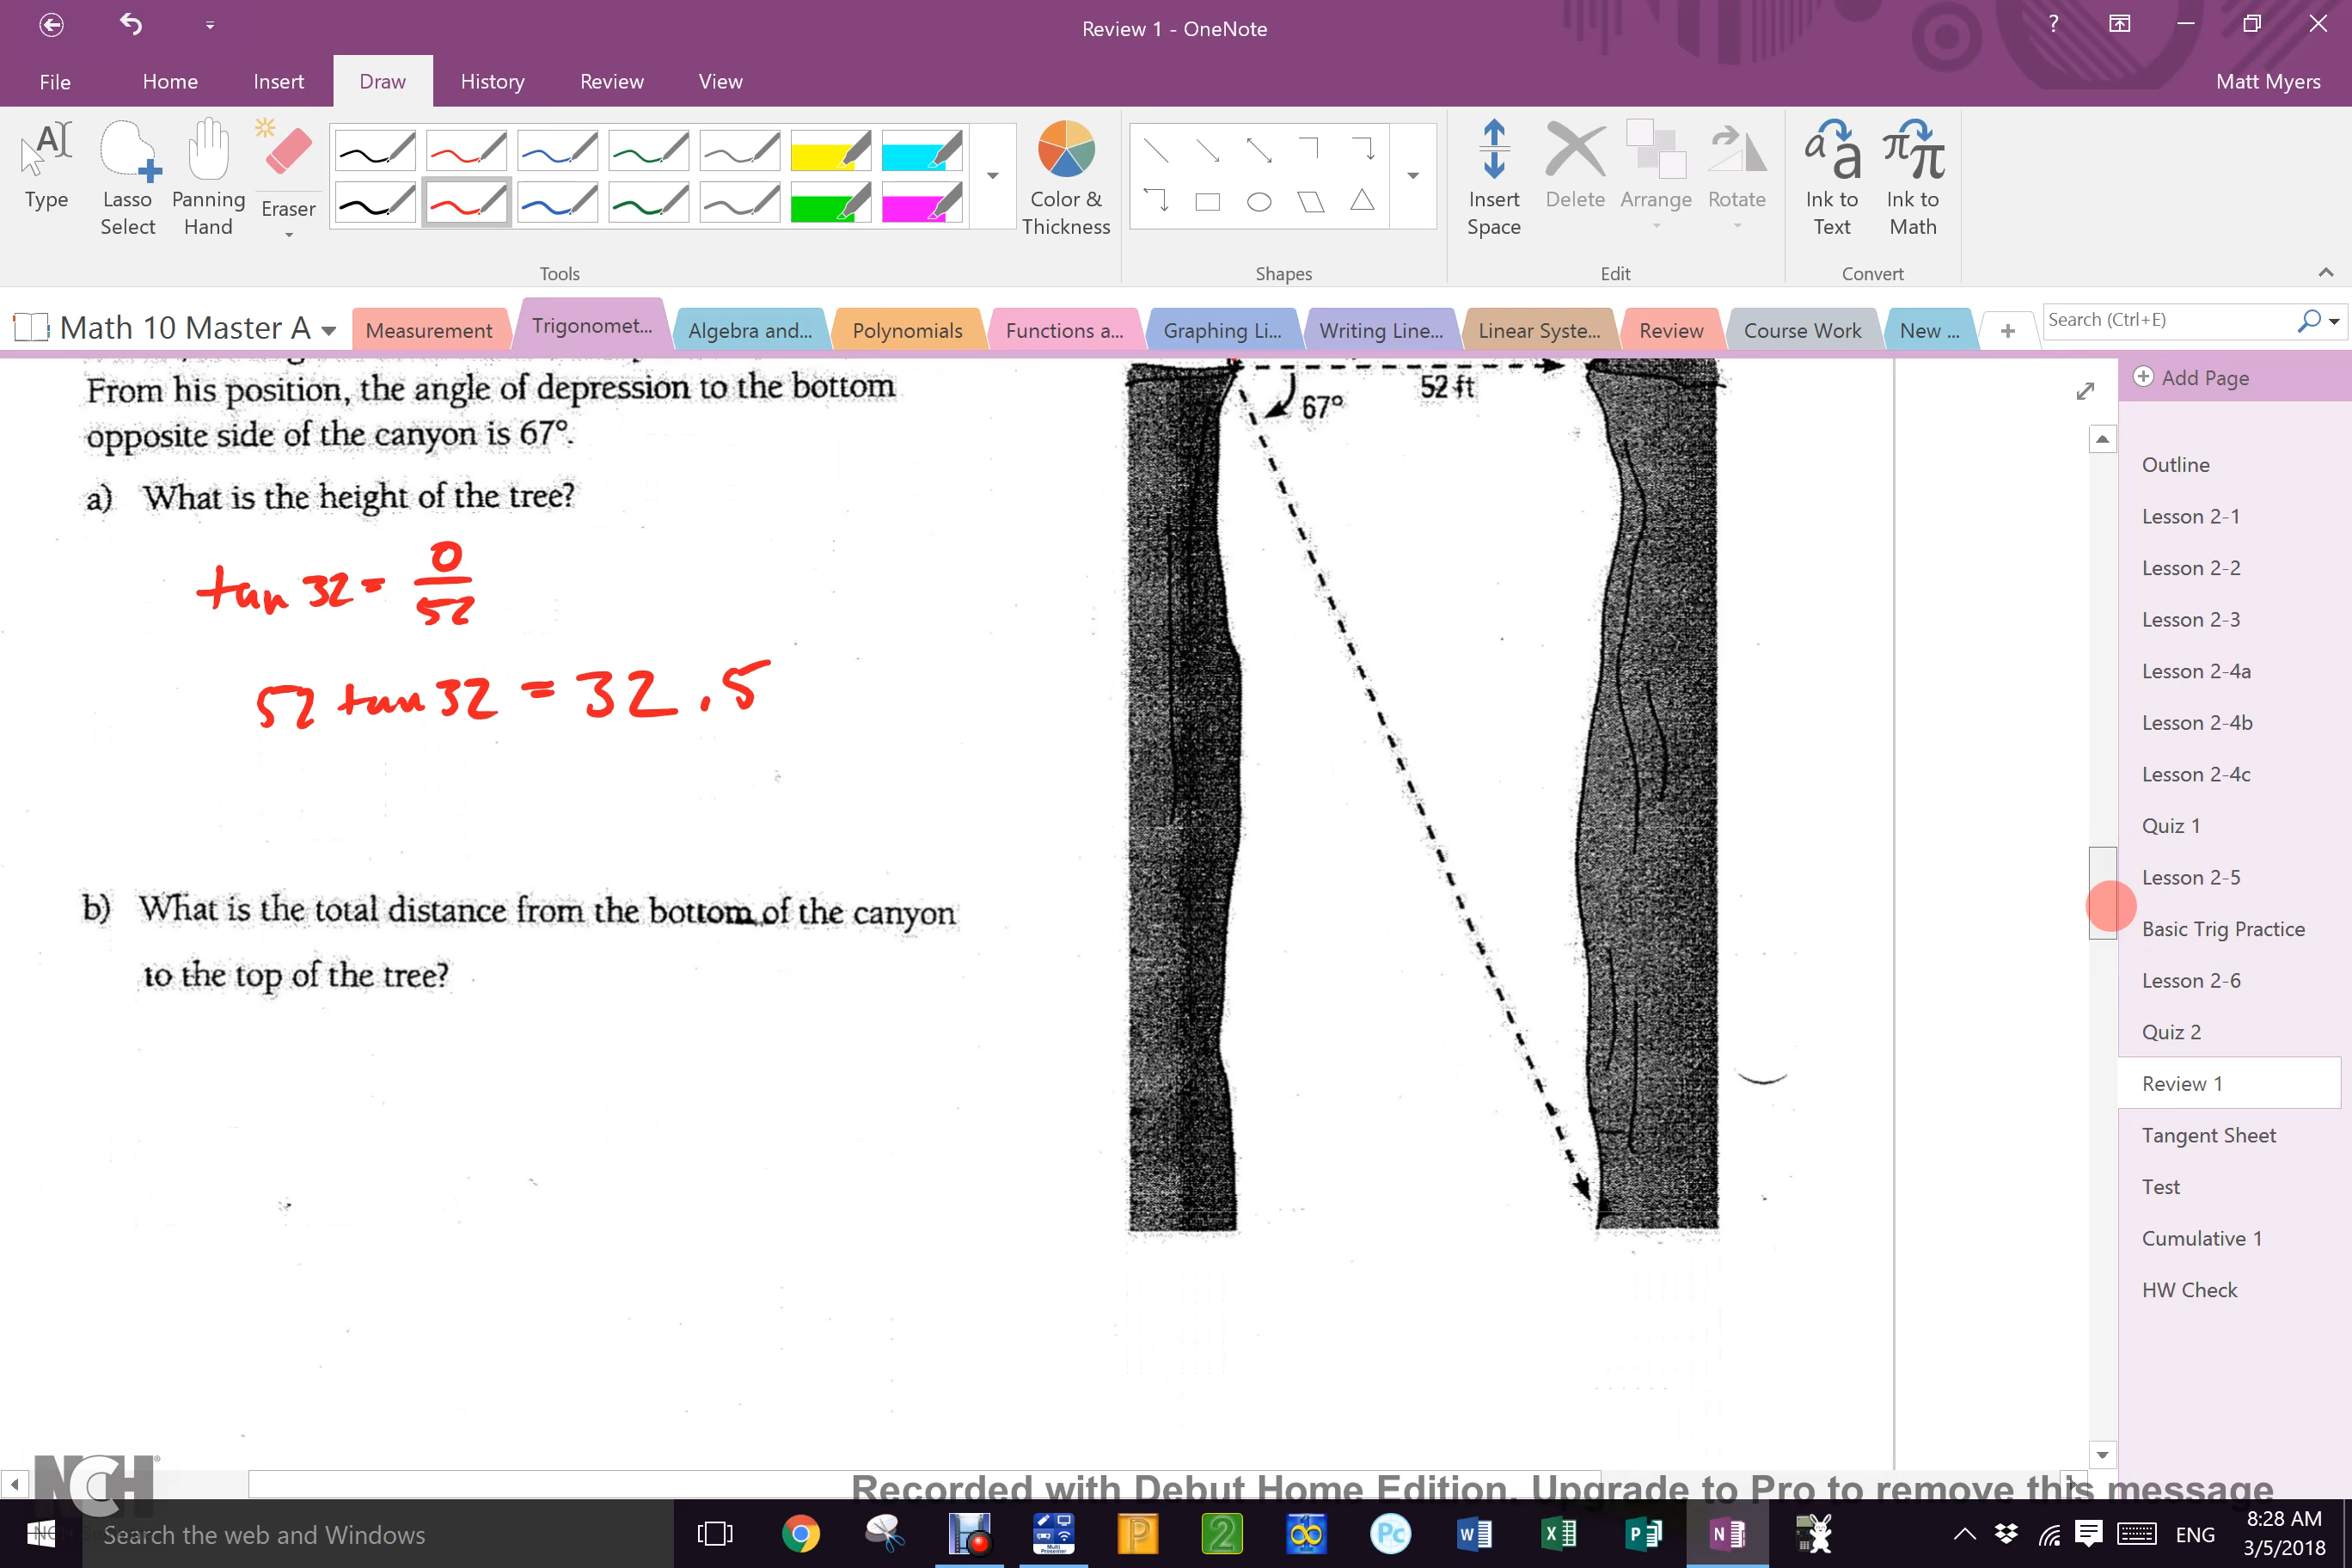 Review 1 - OneNote
?
File
Home
Insert
Draw
History
Review
View
Matt Myers
Type
Lasso Select
Panning Hand
Eraser
Color & Thickness
Insert Space
Delete
Arrange
Rotate
Ink to Text
Ink to Math
Tools
Shapes
Edit
Convert
Math 10 Master A
Measurement
Trigonomet...
Algebra and...
Polynomials
Functions a...
Graphing Li...
Writing Line...
Linear Syste...
Review
Course Work
New ...
+
Search (Ctrl+E)
From his position, the angle of depression to the bottom
opposite side of the canyon is 67°.
a) What is the height of the tree?
tan 32 = 0/52
52 tan 32 = 32.5
b) What is the total distance from the bottom of the canyon
to the top of the tree?
67°
52 ft
Add Page
Outline
Lesson 2-1
Lesson 2-2
Lesson 2-3
Lesson 2-4a
Lesson 2-4b
Lesson 2-4c
Quiz 1
Lesson 2-5
Basic Trig Practice
Lesson 2-6
Quiz 2
Review 1
Tangent Sheet
Test
Cumulative 1
HW Check
NCH
Recorded with Debut Home Edition. Upgrade to Pro to remove this message
Search the web and Windows
ENG
8:28 AM
3/5/2018